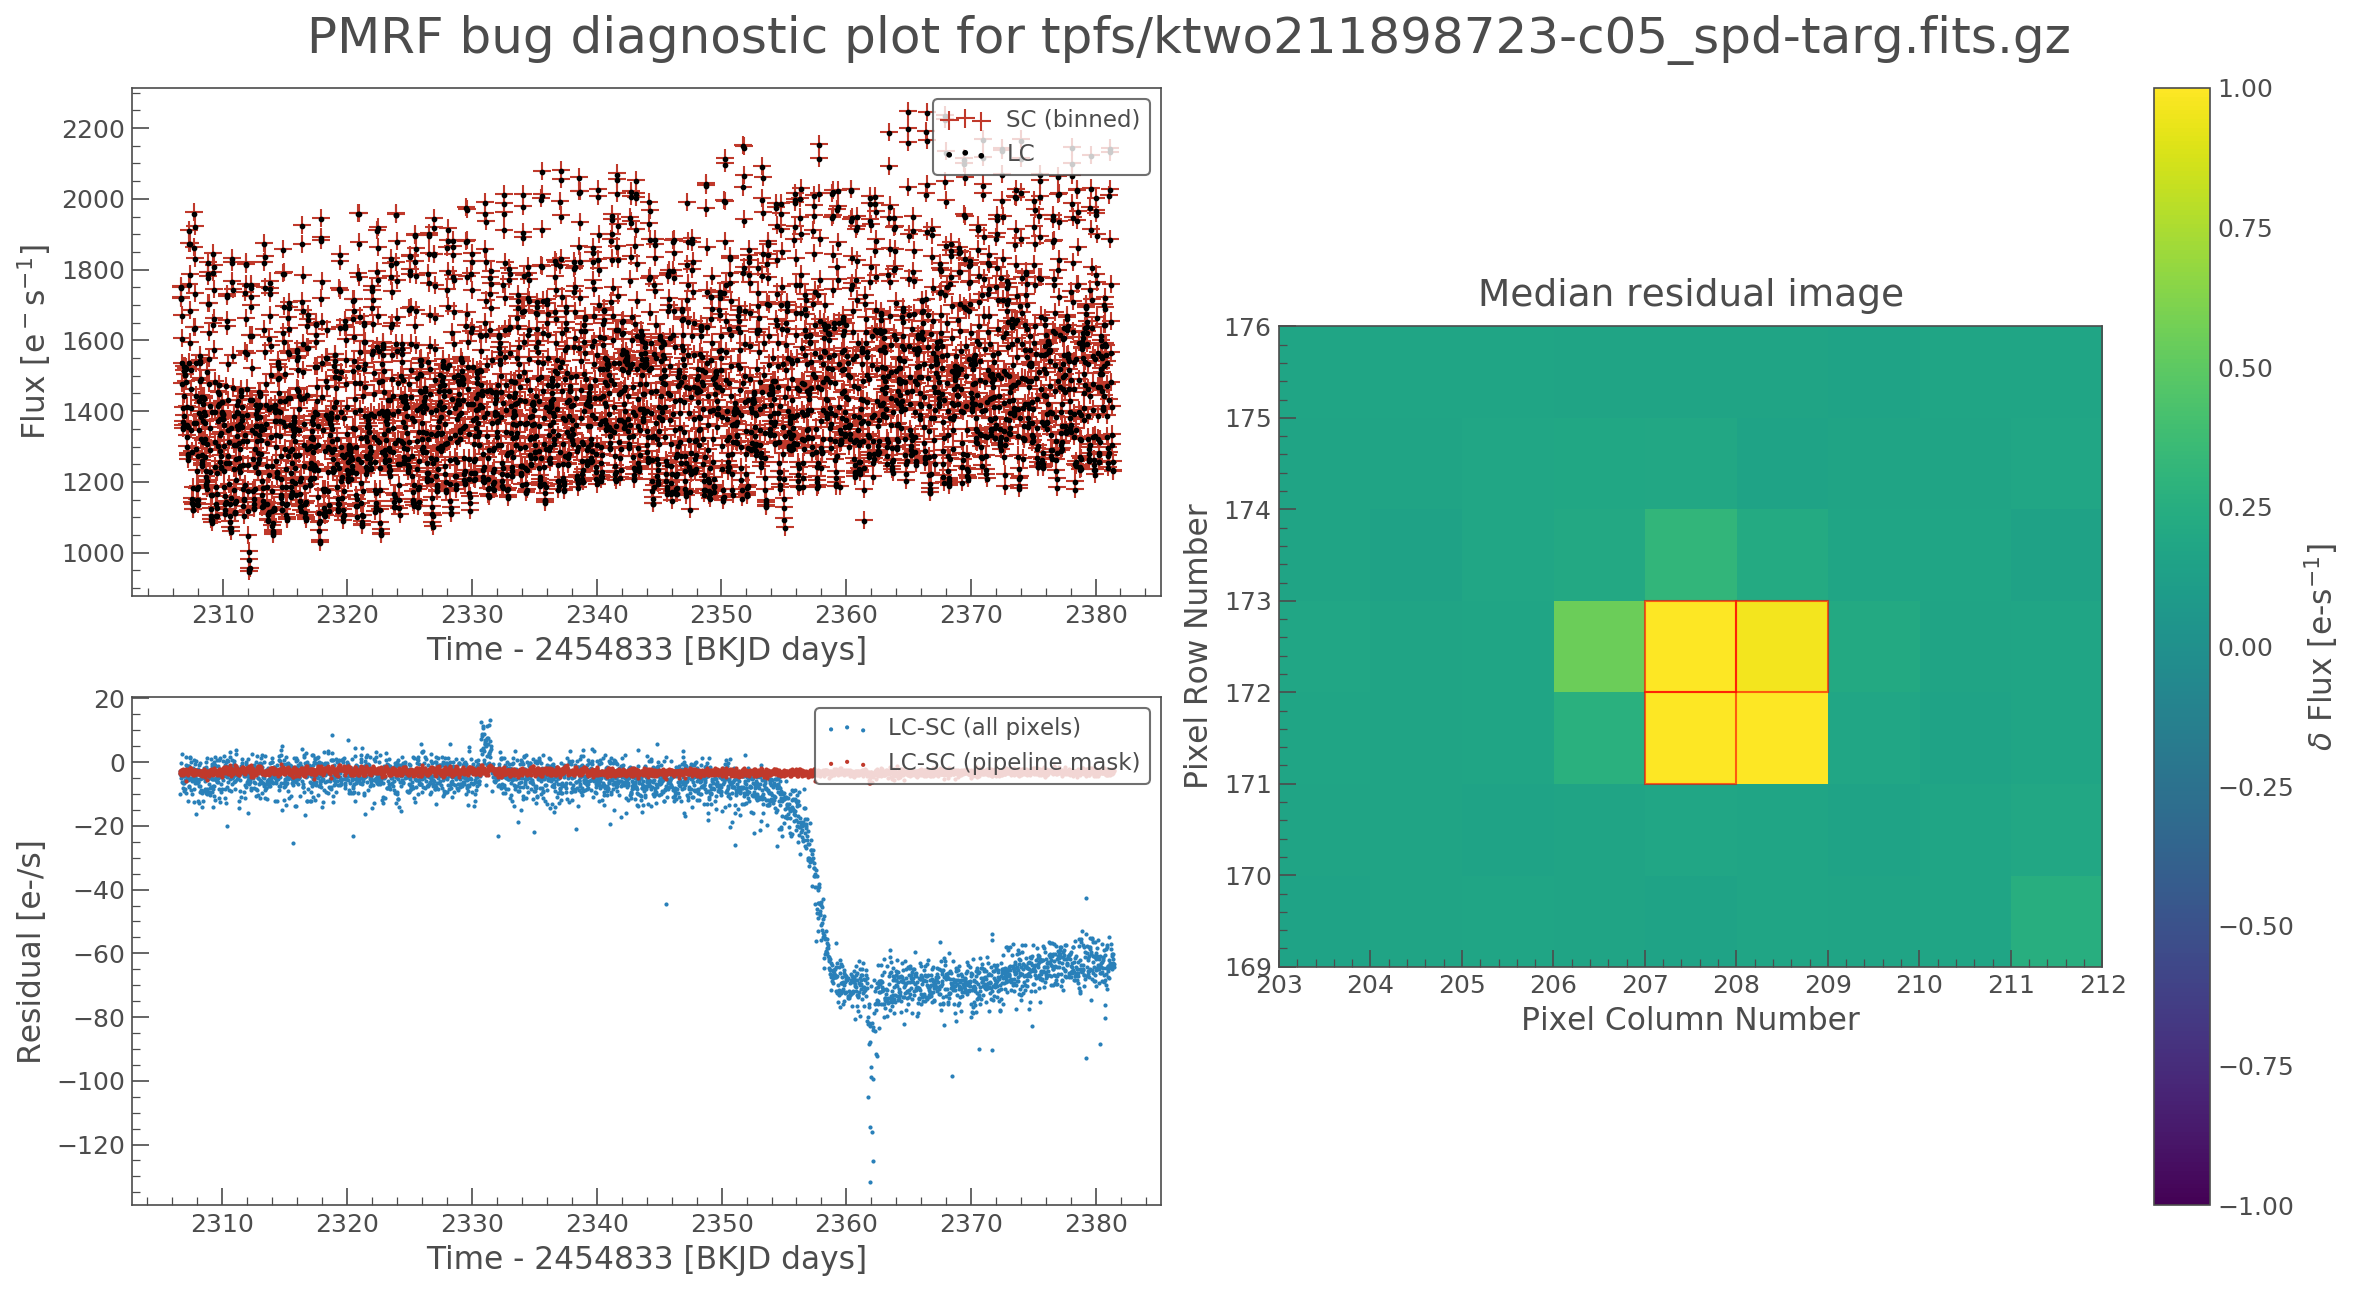 PMRF bug diagnostic plot for tpfs/ktwo211898723-c05_spd-targ.fits.gz
2200
2000
1800
1600
1400
1200
1000
Flux [e⁻ s⁻¹]
SC (binned)
LC
2310 2320 2330 2340 2350 2360 2370 2380
Time - 2454833 [BKJD days]
20
0
−20
−40
−60
−80
−100
−120
Residual [e-/s]
LC-SC (all pixels)
LC-SC (pipeline mask)
2310 2320 2330 2340 2350 2360 2370 2380
Time - 2454833 [BKJD days]
Median residual image
176
175
174
173
172
171
170
169
Pixel Row Number
203 204 205 206 207 208 209 210 211 212
Pixel Column Number
1.00
0.75
0.50
0.25
0.00
−0.25
−0.50
−0.75
−1.00
δ Flux [e-s⁻¹]